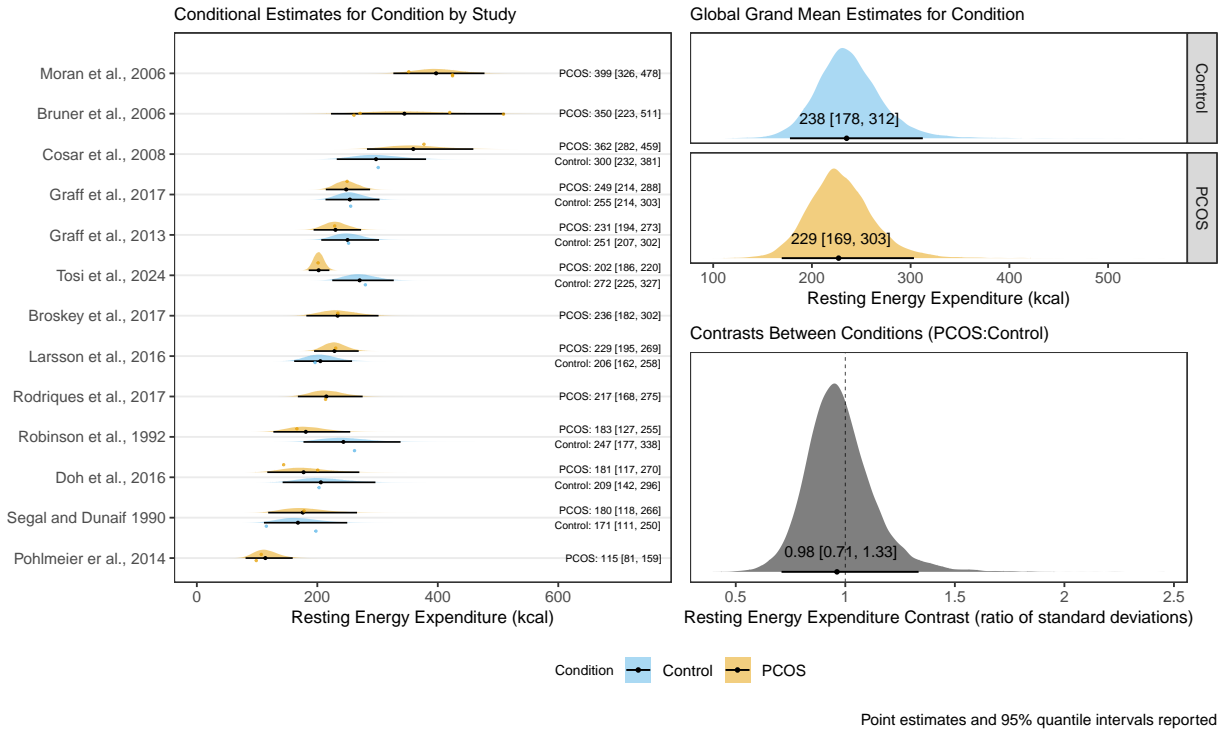 Conditional Estimates for Condition by Study
Moran et al., 2006
PCOS: 399 [326, 478]
Bruner et al., 2006
PCOS: 350 [223, 511]
Cosar et al., 2008
PCOS: 362 [282, 459]
Control: 300 [232, 381]
Graff et al., 2017
PCOS: 249 [214, 288]
Control: 255 [214, 303]
Graff et al., 2013
PCOS: 231 [194, 273]
Control: 251 [207, 302]
Tosi et al., 2024
PCOS: 202 [186, 220]
Control: 272 [225, 327]
Broskey et al., 2017
PCOS: 236 [182, 302]
Larsson et al., 2016
PCOS: 229 [195, 269]
Control: 206 [162, 258]
Rodriques et al., 2017
PCOS: 217 [168, 275]
Robinson et al., 1992
PCOS: 183 [127, 255]
Control: 247 [177, 338]
Doh et al., 2016
PCOS: 181 [117, 270]
Control: 209 [142, 296]
Segal and Dunaif 1990
PCOS: 180 [118, 266]
Control: 171 [111, 250]
Pohlmeier er al., 2014
PCOS: 115 [81, 159]
0 200 400 600
Resting Energy Expenditure (kcal)
Global Grand Mean Estimates for Condition
238 [178, 312]
Control
229 [169, 303]
PCOS
100 200 300 400 500
Resting Energy Expenditure (kcal)
Contrasts Between Conditions (PCOS:Control)
0.98 [0.71, 1.33]
0.5 1 1.5 2 2.5
Resting Energy Expenditure Contrast (ratio of standard deviations)
Condition Control PCOS
Point estimates and 95% quantile intervals reported